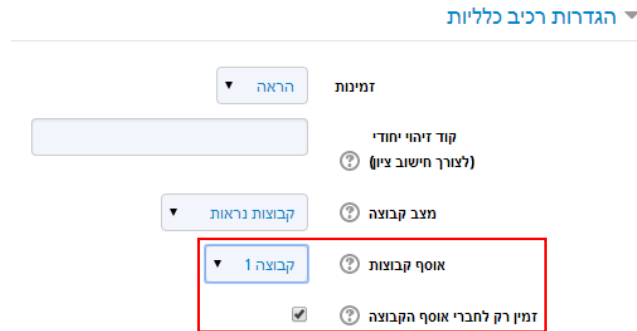 הגדרות רכיב כלליות
זמינות
הראה
קוד זיהוי יחודי
(לצורך חישוב ציון)
מצב קבוצה
קבוצות נראות
אוסף קבוצות
קבוצה 1
זמין רק לחברי אוסף הקבוצה